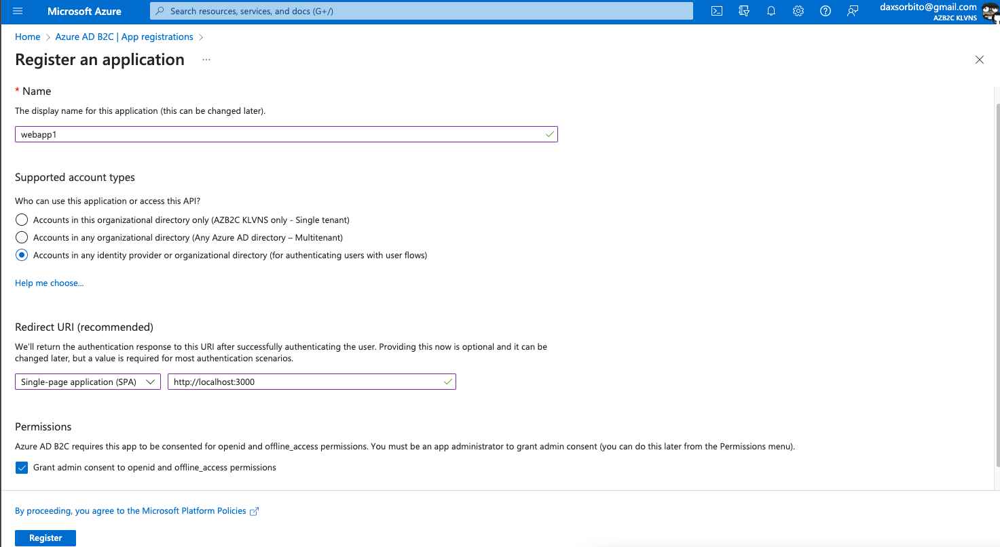 Microsoft Azure
Search resources, services, and docs (G+/)
daxsorbito@gmail.com
AZB2C KLVNS
Home > Azure AD B2C | App registrations >
Register an application ...
* Name
The display name for this application (this can be changed later).
webapp1
Supported account types
Who can use this application or access this API?
Accounts in this organizational directory only (AZB2C KLVNS only - Single tenant)
Accounts in any organizational directory (Any Azure AD directory – Multitenant)
Accounts in any identity provider or organizational directory (for authenticating users with user flows)
Help me choose...
Redirect URI (recommended)
We'll return the authentication response to this URI after successfully authenticating the user. Providing this now is optional and it can be
changed later, but a value is required for most authentication scenarios.
Single-page application (SPA)
http://localhost:3000
Permissions
Azure AD B2C requires this app to be consented for openid and offline_access permissions. You must be an app administrator to grant admin consent (you can do this later from the Permissions menu).
Grant admin consent to openid and offline_access permissions
By proceeding, you agree to the Microsoft Platform Policies
Register